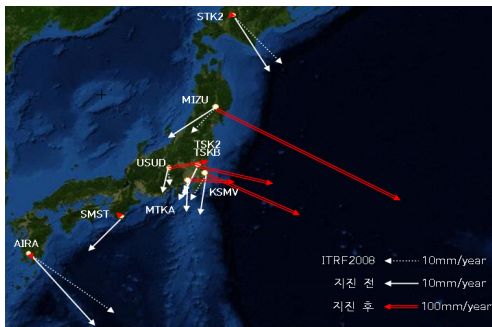 STK2
MIZU
TSK2
TSKB
USUD
KSMV
MTKA
SMST
AIRA
ITRF2008 10mm/year
지진 전 10mm/year
지진 후 100mm/year